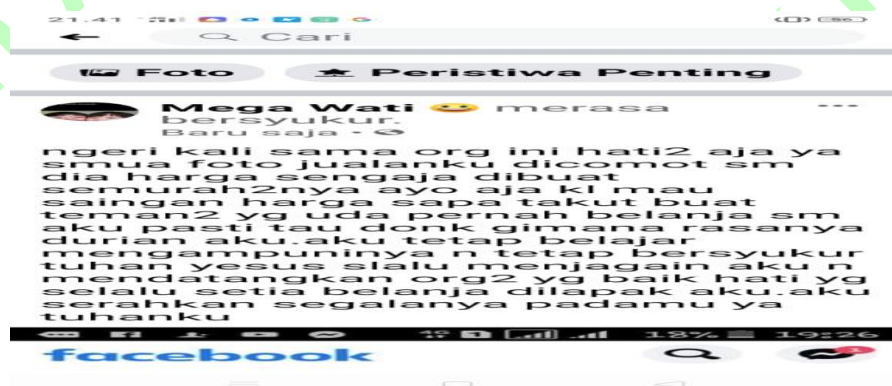 21.41
Cari
Foto
Peristiwa Penting
Mega Wati 😀 merasa
bersyukur.
Baru saja •
ngeri kali sama org ini hati2 aja ya
smua foto jualanku dicomot sm
dia harga sengaja dibuat
semurah2nya ayo aja kl mau
saingan harga sapa takut buat
teman2 yg uda pernah belanja sm
aku pasti tau donk gimana rasanya
durian aku.aku tetap belajar
mengampuninya n tetap bersyukur
tuhan yesus slalu menjagain aku n
mendatangkan org2 yg baik hati yg
selalu setia belanja dilapak aku.aku
serahkan segalanya padamu ya
tuhanku
18% 19:26
facebook